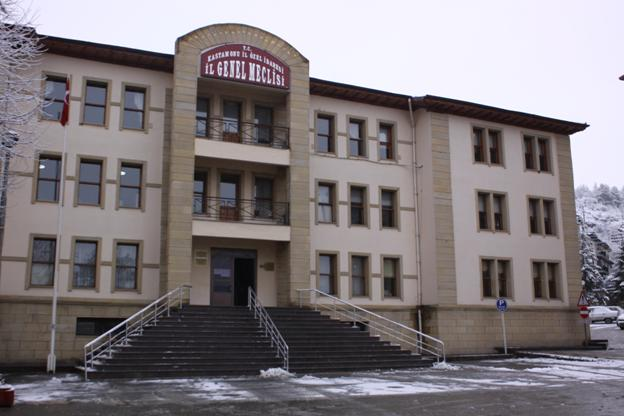 T.C.
KASTAMONU İL ÖZEL İDARESİ
İL GENEL MECLİSİ
P